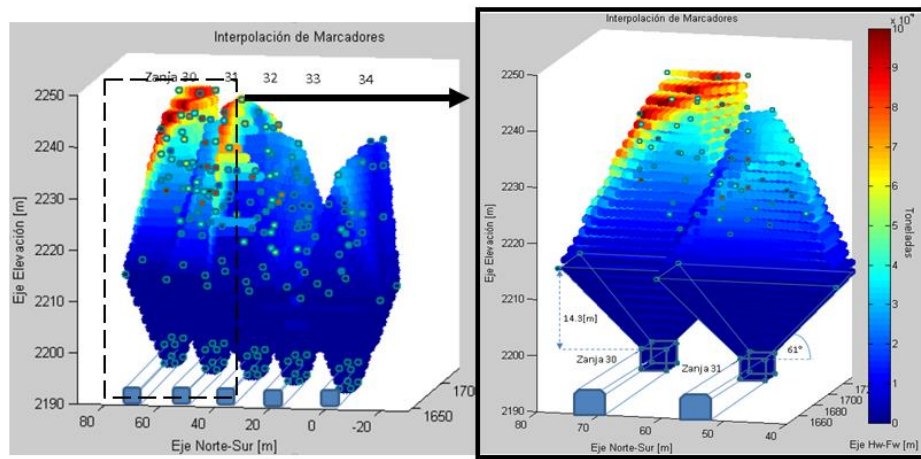 Interpolación de Marcadores
Zanja 30 31 32 33 34
2250
2240
2230
2220
2210
2200
2190
Eje Elevación [m]
80 60 40 20 0 -20
Eje Norte-Sur [m]
1650
Interpolación de Marcadores
2250
2240
2230
2220
2210
2200
2190
Eje Elevación [m]
14.3[m]
61°
Zanja 30
Zanja 31
80 70 60 50 40
Eje Norte-Sur [m]
1660
1680
1700
Eje Hw-Fw [m]
10
9
8
7
6
5
4
3
2
1
0
Toneladas